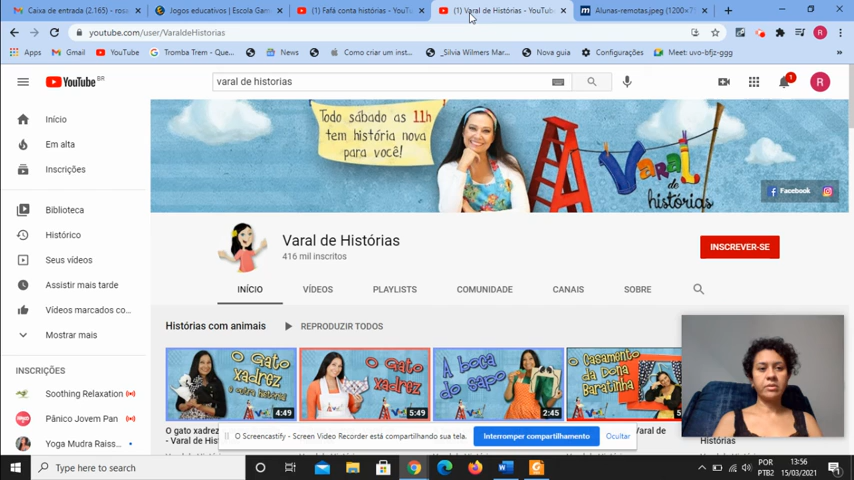 Caixa de entrada (2.165) - rose
Jogos educativos | Escola Gam
(1) Fafá conta histórias - YouTu
(1) Varal de Histórias - YouTube
Alunas-remotas.jpeg (1200×7
youtube.com/user/VaraldeHistorias
Apps
Gmail
YouTube
Tromba Trem - Que...
Como criar um inst...
_Silvia Wilmers Mar...
Nova guia
Configurações
Meet: uvo-bfjz-ggg
YouTube BR
varal de historias
1
R
Início
Em alta
Inscrições
Biblioteca
Histórico
Seus vídeos
Assistir mais tarde
Vídeos marcados co...
Mostrar mais
INSCRIÇÕES
Soothing Relaxation
Pânico Jovem Pan
Yoga Mudra Raiss...
Todo sábado as 11h
tem história nova
para você!
Varal
de
histórias
Facebook
Varal de Histórias
416 mil inscritos
INSCREVER-SE
INÍCIO
VÍDEOS
PLAYLISTS
COMUNIDADE
CANAIS
SOBRE
Histórias com animais
REPRODUZIR TODOS
O Gato
xadrez
e outra história!
4:49
O Gato
xadrez
5:49
A boca
do sapo
2:45
O Casamento
da Dona
Baratinha
O gato xadrez
- Varal de His
Histórias
O Screencastify - Screen Video Recorder está compartilhando sua tela.
Interromper compartilhamento
Ocultar
Type here to search
POR
PTB2
13:56
15/03/2021